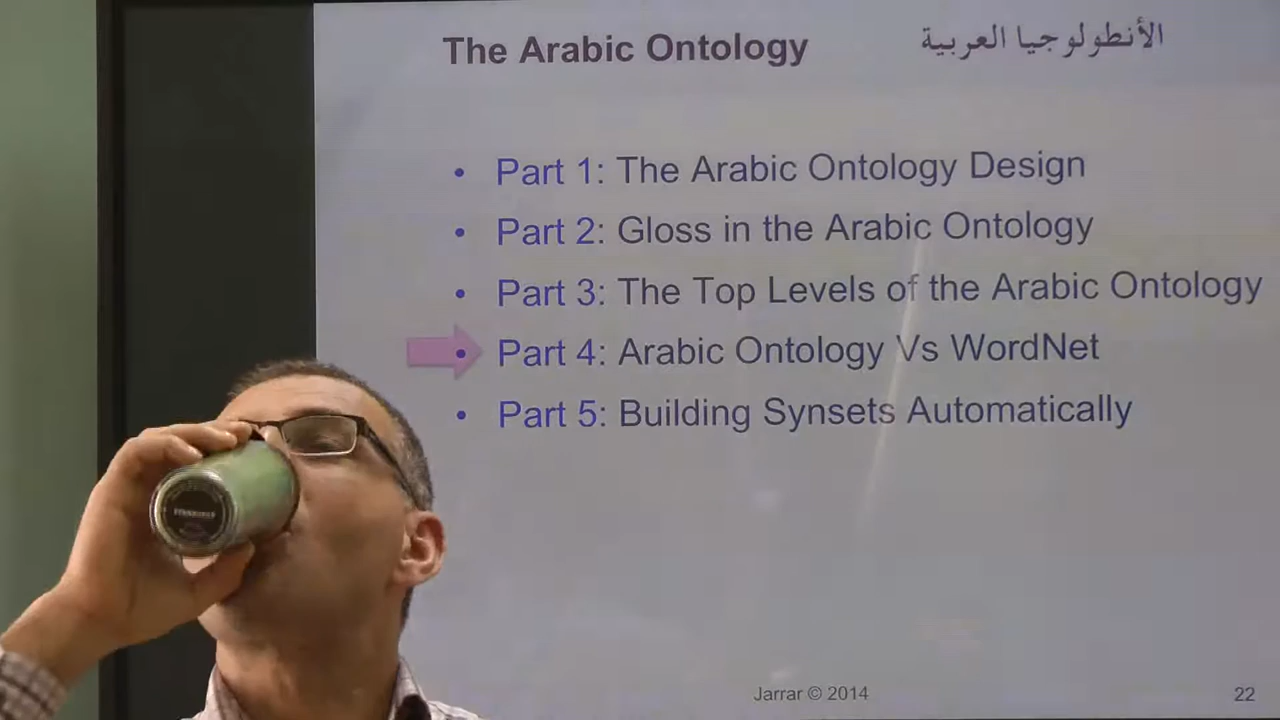 The Arabic Ontology
الأنطولوجيا العربية
• Part 1: The Arabic Ontology Design
• Part 2: Gloss in the Arabic Ontology
• Part 3: The Top Levels of the Arabic Ontology
• Part 4: Arabic Ontology Vs WordNet
• Part 5: Building Synsets Automatically
Jarrar © 2014
22